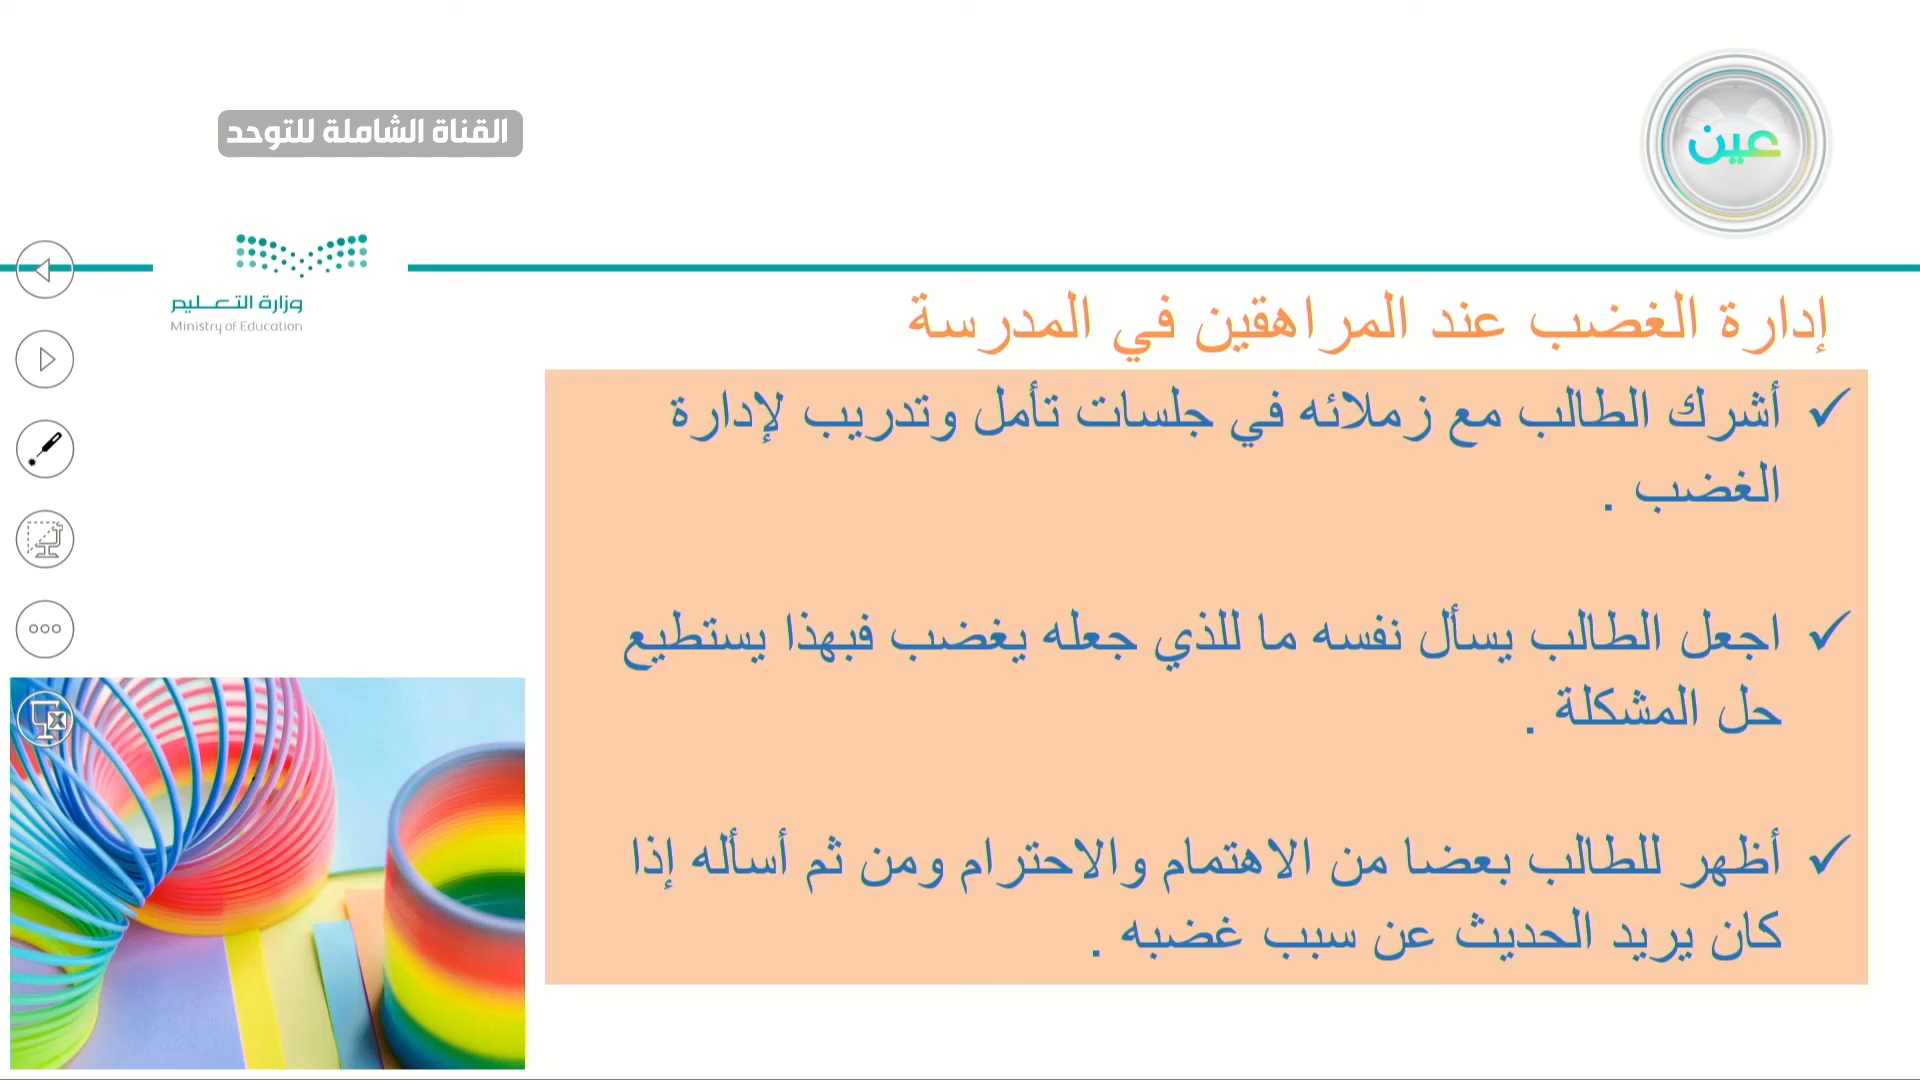 القناة الشاملة للتوحد
عين
وزارة التعليم
Ministry of Education
إدارة الغضب عند المراهقين في المدرسة
✓ أشرك الطالب مع زملائه في جلسات تأمل وتدريب لإدارة
الغضب .
✓ اجعل الطالب يسأل نفسه ما للذي جعله يغضب فبهذا يستطيع
حل المشكلة .
✓ أظهر للطالب بعضا من الاهتمام والاحترام ومن ثم أسأله إذا
كان يريد الحديث عن سبب غضبه .